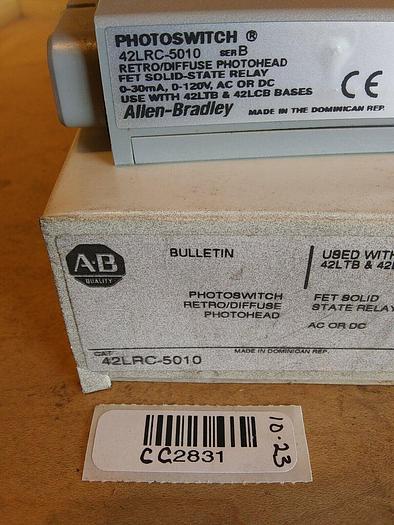 PHOTOSWITCH ®
42LRC-5010 SER B
RETRO/DIFFUSE PHOTOHEAD
FET SOLID-STATE RELAY
0-30mA, 0-120V, AC OR DC
USE WITH 42LTB & 42LCB BASES
CE
Allen-Bradley MADE IN THE DOMINICAN REP.
A-B
QUALITY
BULLETIN
USED WITH
42LTB & 42L
PHOTOSWITCH
RETRO/DIFFUSE
PHOTOHEAD
FET SOLID
STATE RELAY
AC OR DC
CAT
42LRC-5010
MADE IN DOMINICAN REP.
CC2831
10-23